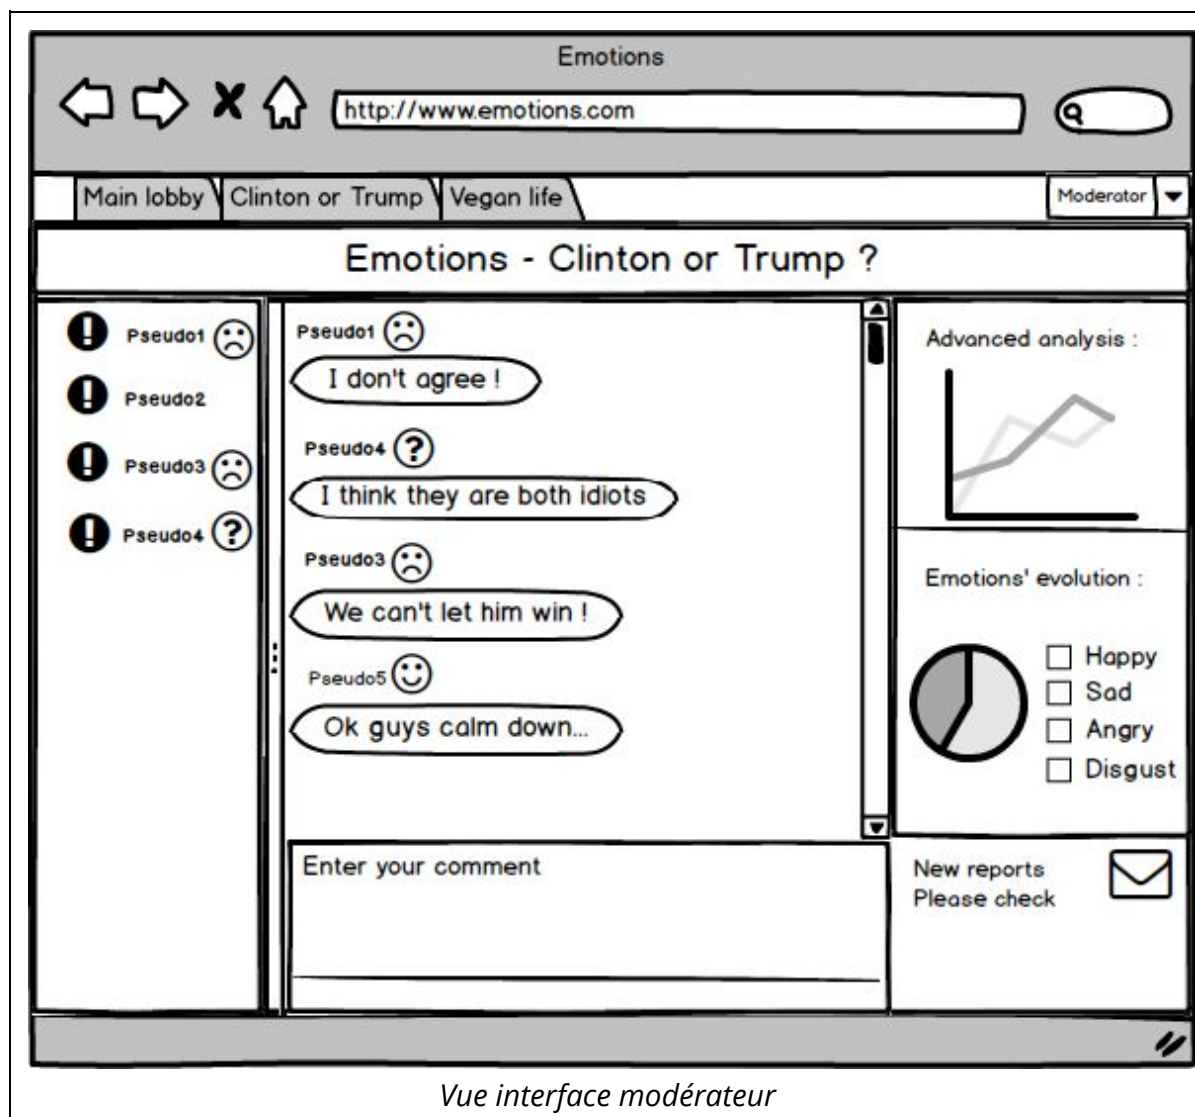 Emotions
http://www.emotions.com
Main lobby
Clinton or Trump
Vegan life
Moderator
Emotions - Clinton or Trump ?
Pseudo1
Pseudo2
Pseudo3
Pseudo4
Pseudo1
I don't agree !
Pseudo4 ?
I think they are both idiots
Pseudo3
We can't let him win !
Pseudo5
Ok guys calm down...
Enter your comment
Advanced analysis :
Emotions' evolution :
Happy
Sad
Angry
Disgust
New reports
Please check
Vue interface modérateur